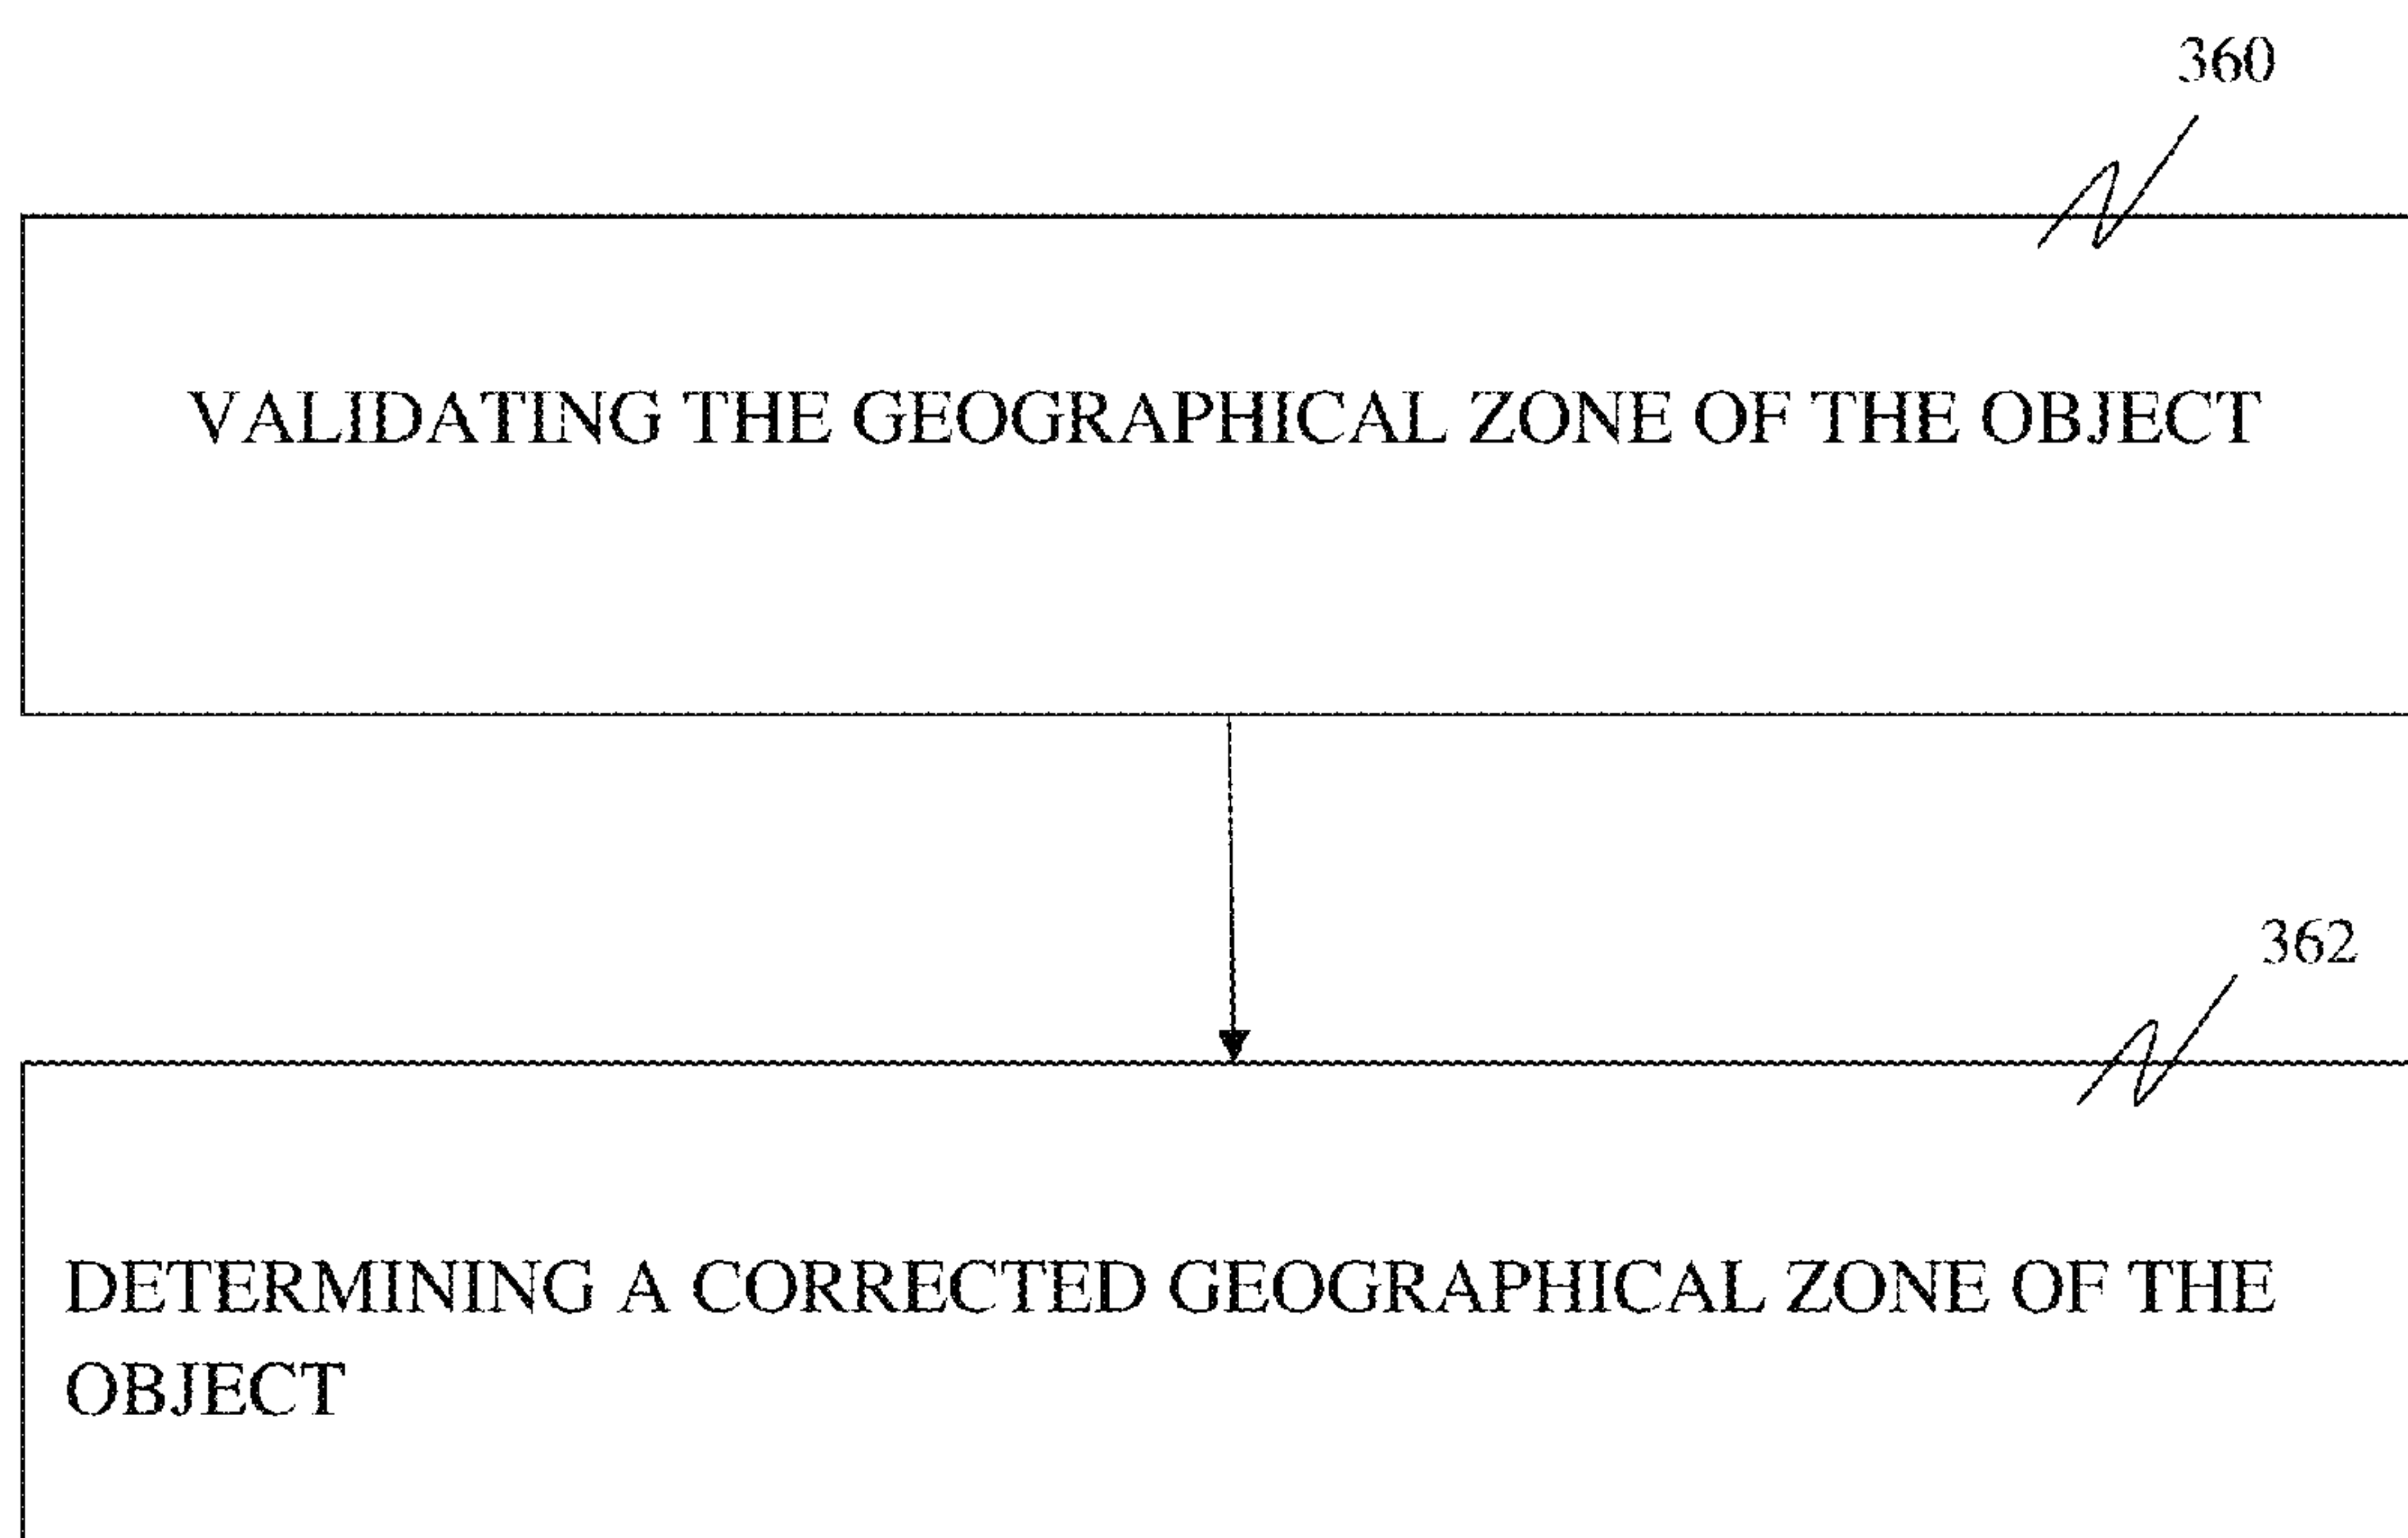 360
VALIDATING THE GEOGRAPHICAL ZONE OF THE OBJECT
362
DETERMINING A CORRECTED GEOGRAPHICAL ZONE OF THE
OBJECT